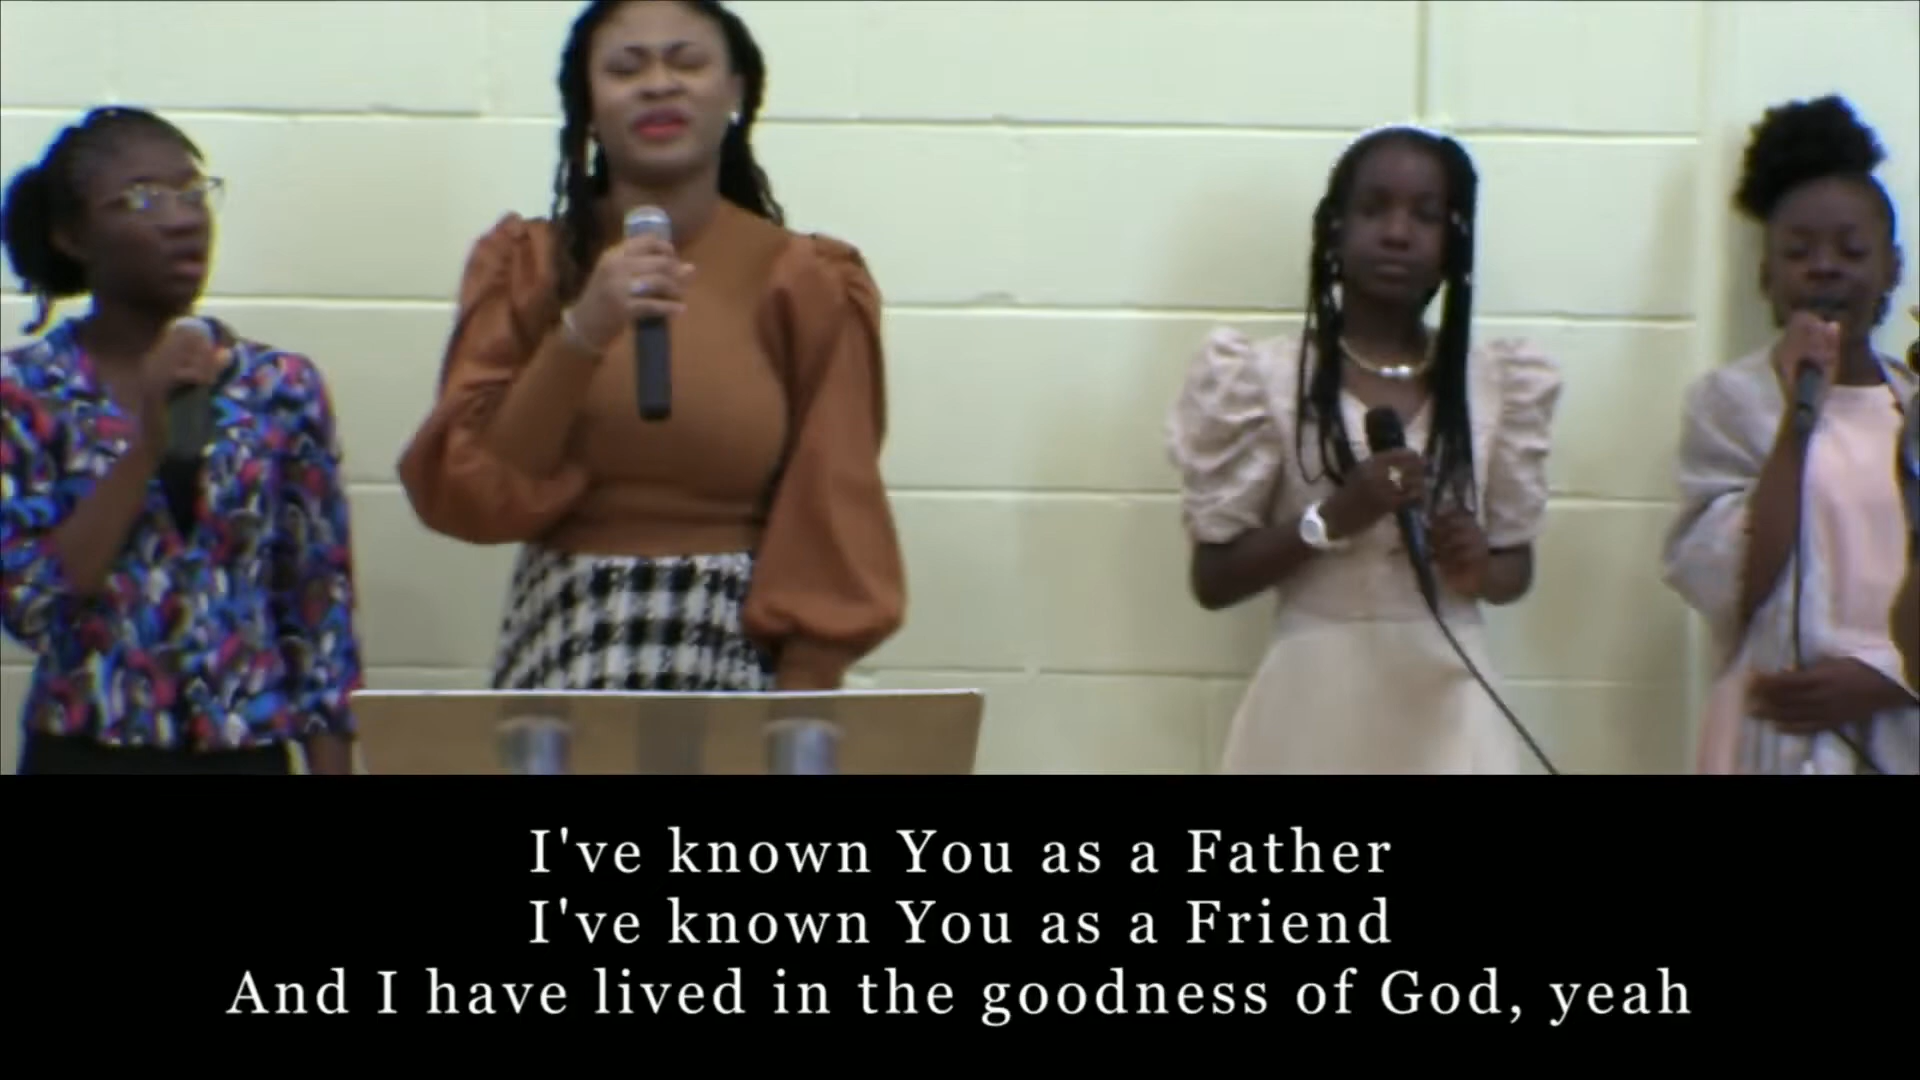 I've known You as a Father
I've known You as a Friend
And I have lived in the goodness of God, yeah